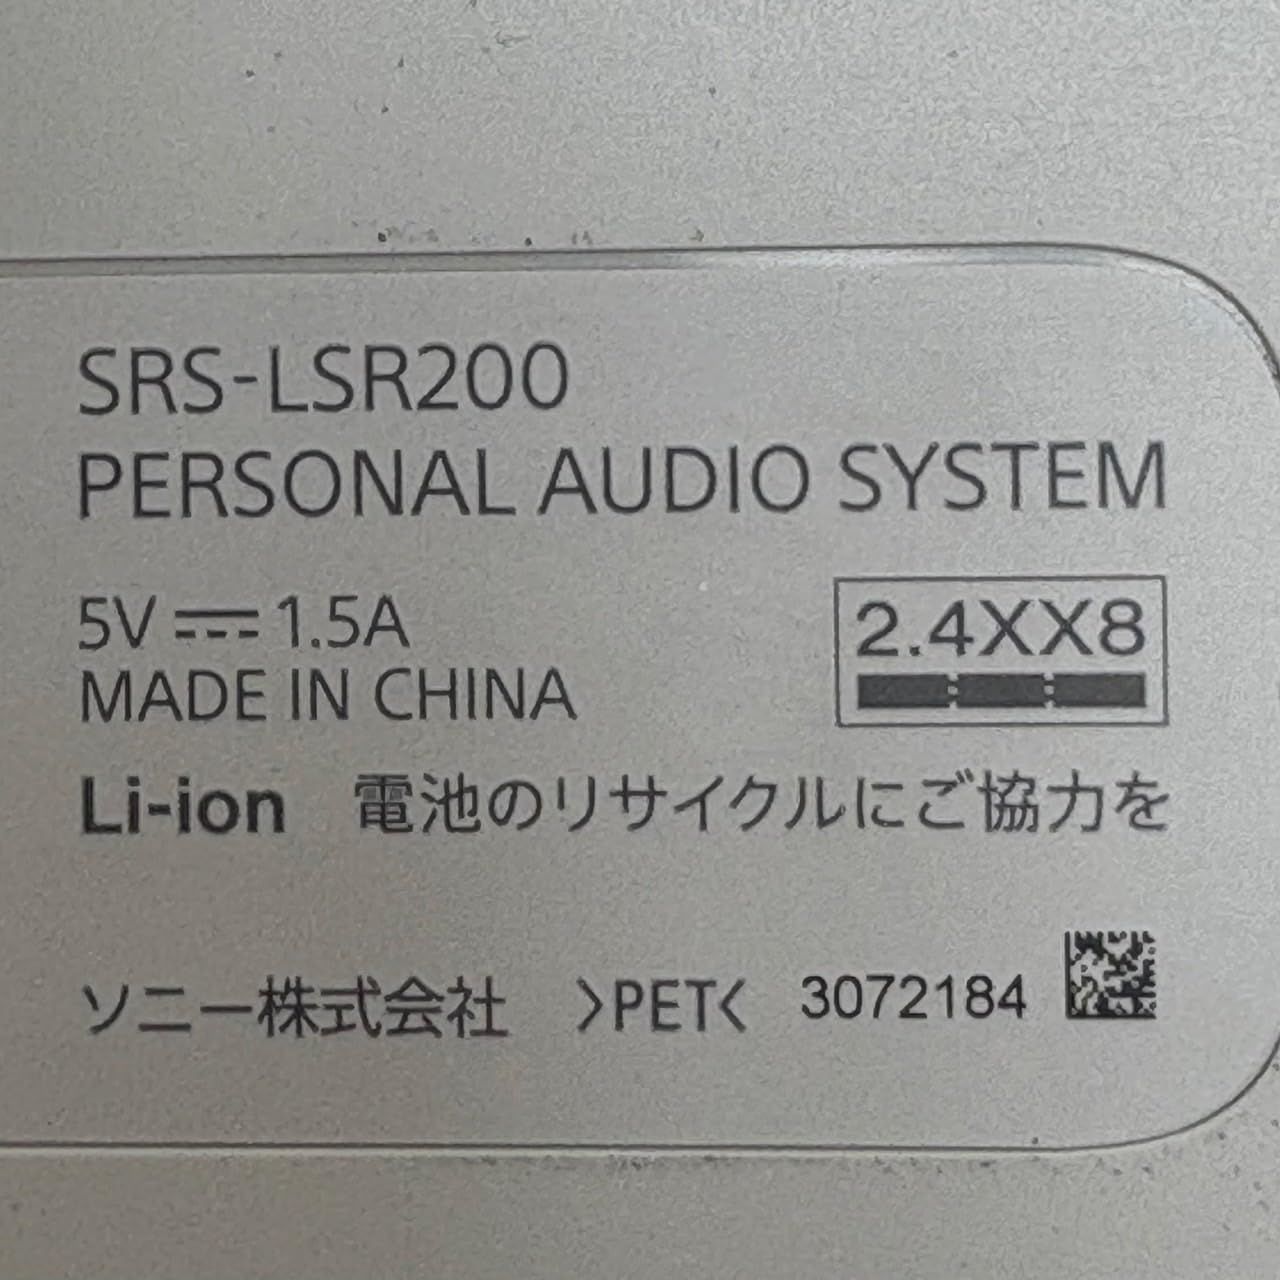 SRS-LSR200
PERSONAL AUDIO SYSTEM
5V ⎓ 1.5A
2.4XX8
MADE IN CHINA
Li-ion 電池のリサイクルにご協力を
ソニー株式会社 >PET< 3072184